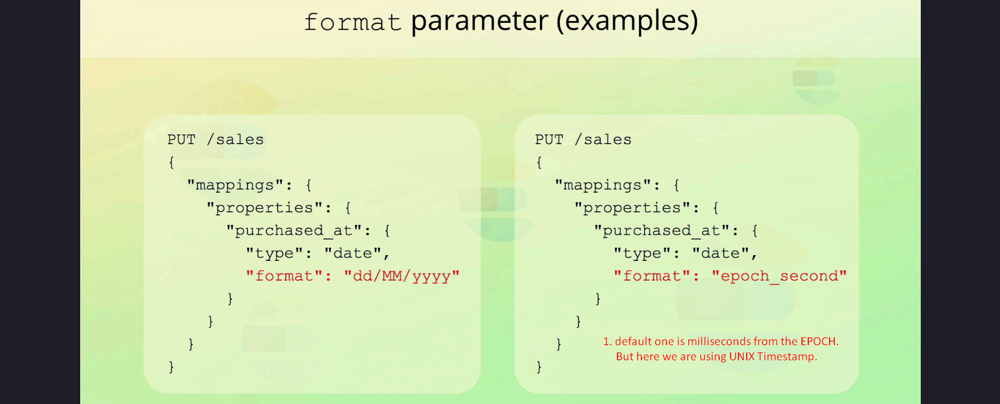 format parameter (examples)
PUT /sales
{
  "mappings": {
    "properties": {
      "purchased_at": {
        "type": "date",
        "format": "dd/MM/yyyy"
      }
    }
  }
}
PUT /sales
{
  "mappings": {
    "properties": {
      "purchased_at": {
        "type": "date",
        "format": "epoch_second"
      }
    }
  }
}
1. default one is milliseconds from the EPOCH.
But here we are using UNIX Timestamp.